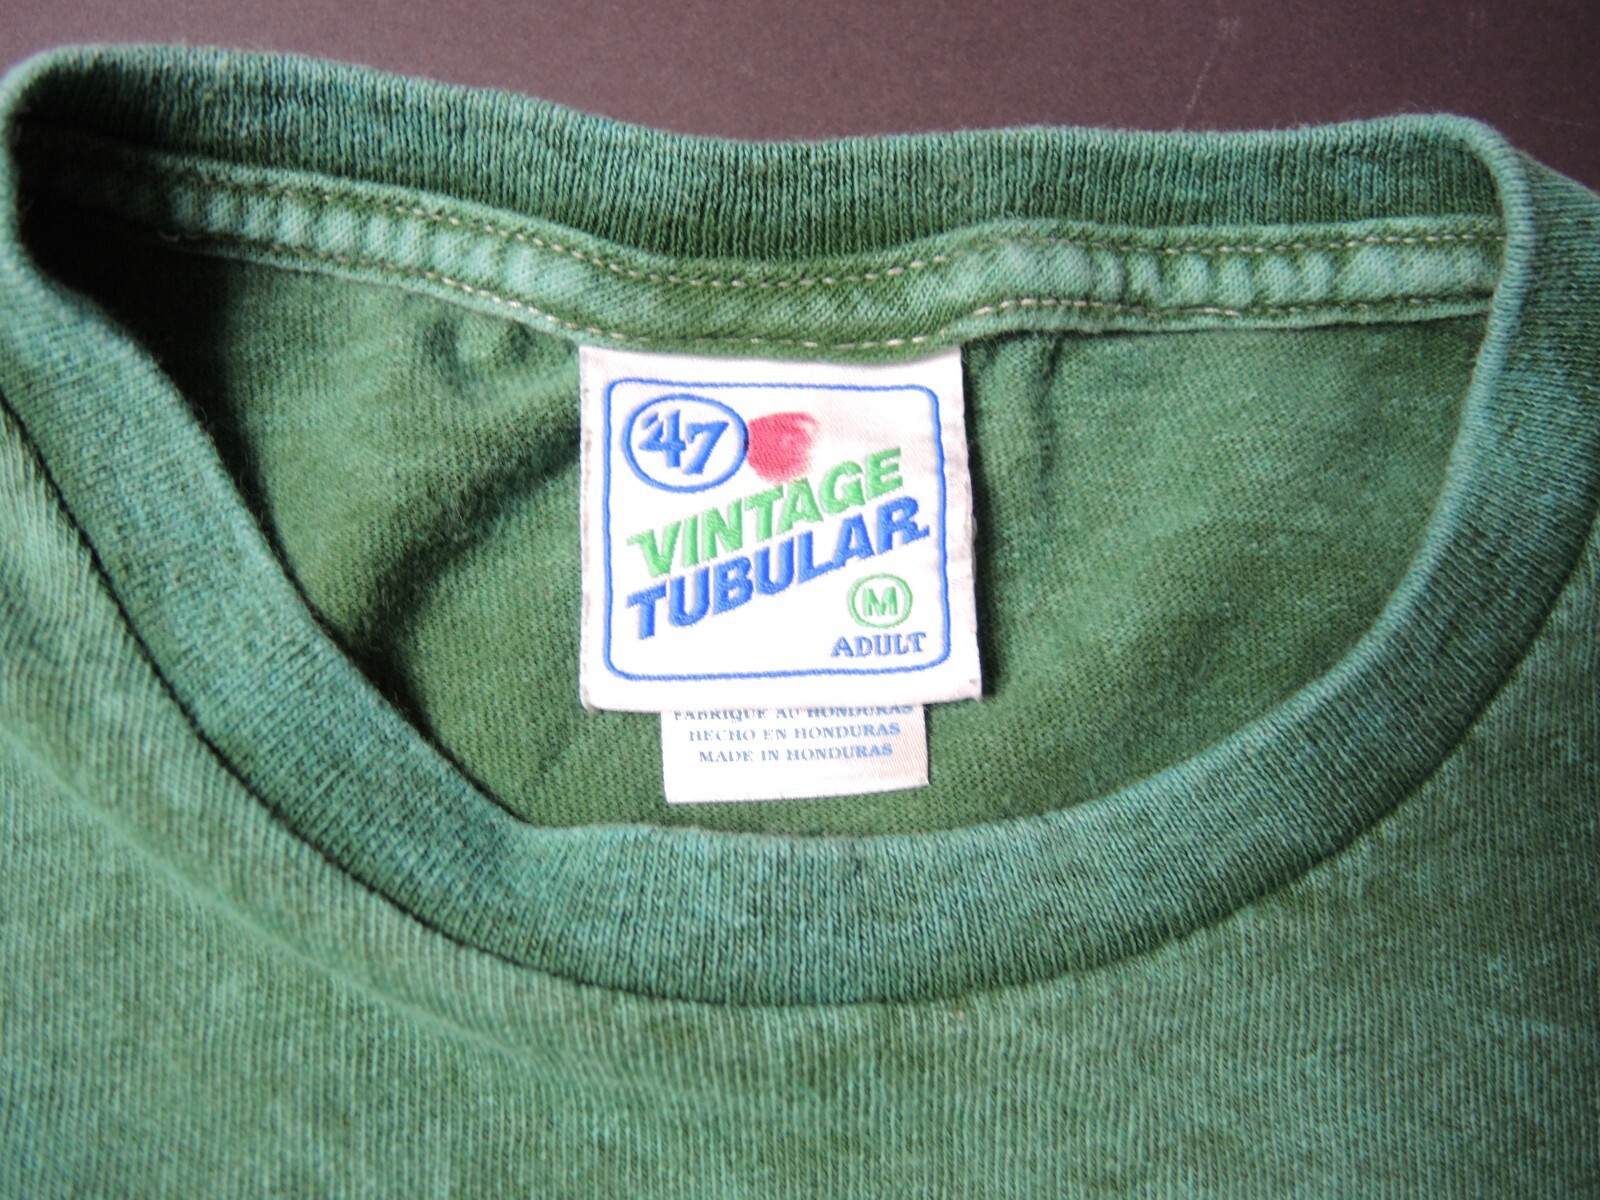 47
VINTAGE
TUBULAR
M
ADULT
FABRIQUE AU HONDURAS
HECHO EN HONDURAS
MADE IN HONDURAS